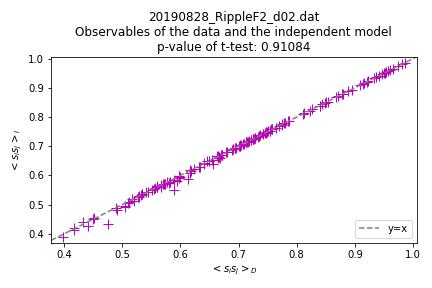 20190828_RippleF2_d02.dat
Observables of the data and the independent model
p-value of t-test: 0.91084
1.0
0.9
0.8
0.7
0.6
0.5
0.4
< sᵢsⱼ >ᵢ
y=x
0.4 0.5 0.6 0.7 0.8 0.9 1.0
< sᵢsⱼ >D